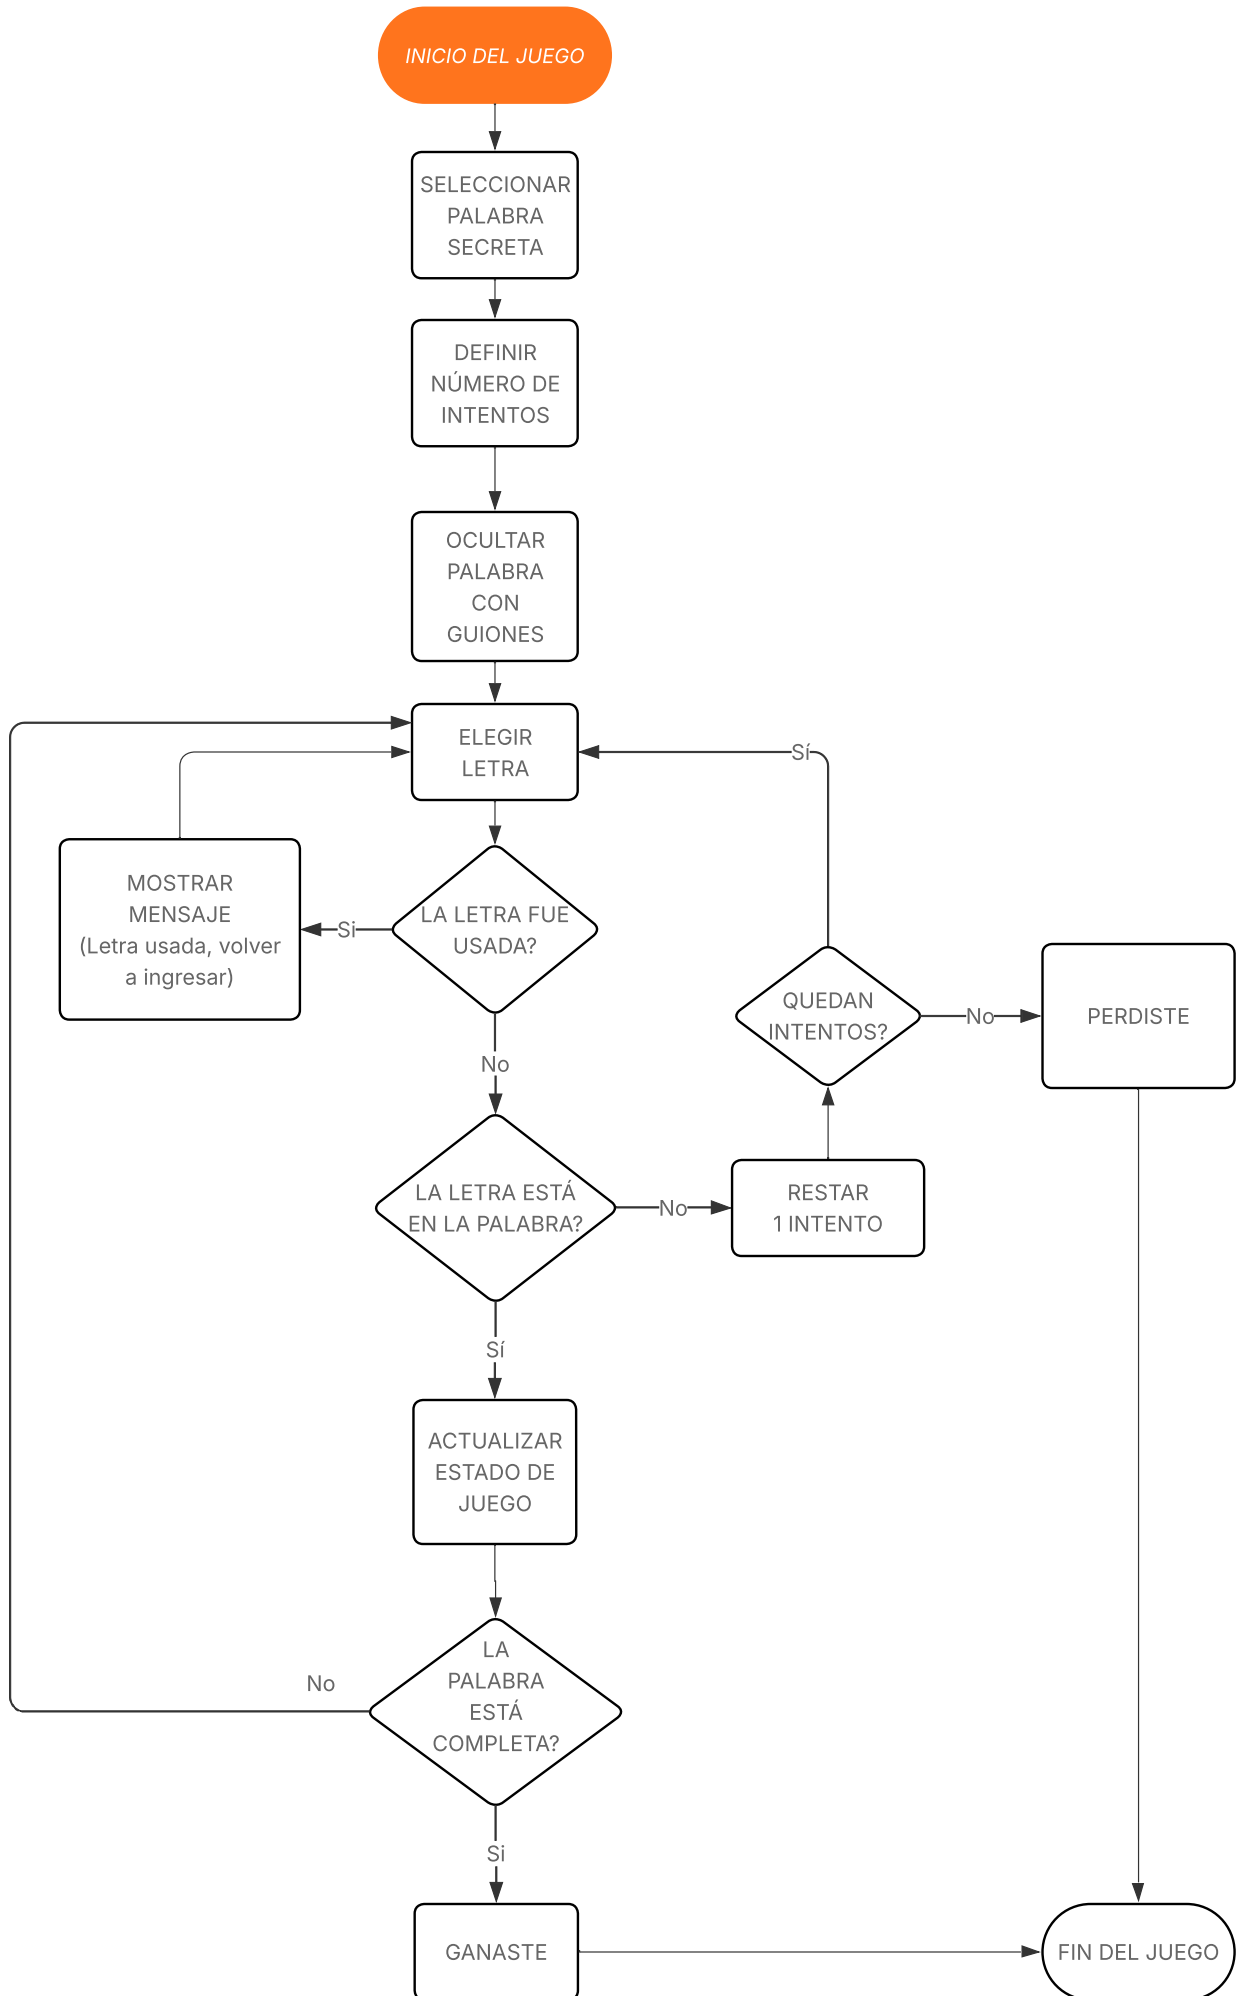 INICIO DEL JUEGO
SELECCIONAR
PALABRA
SECRETA
DEFINIR
NÚMERO DE
INTENTOS
OCULTAR
PALABRA
CON
GUIONES
ELEGIR
LETRA
Sí
MOSTRAR
MENSAJE
(Letra usada, volver
a ingresar)
Si
LA LETRA FUE
USADA?
No
QUEDAN
INTENTOS?
No
PERDISTE
LA LETRA ESTÁ
EN LA PALABRA?
No
RESTAR
1 INTENTO
Sí
ACTUALIZAR
ESTADO DE
JUEGO
LA
PALABRA
ESTÁ
COMPLETA?
No
Si
GANASTE
FIN DEL JUEGO